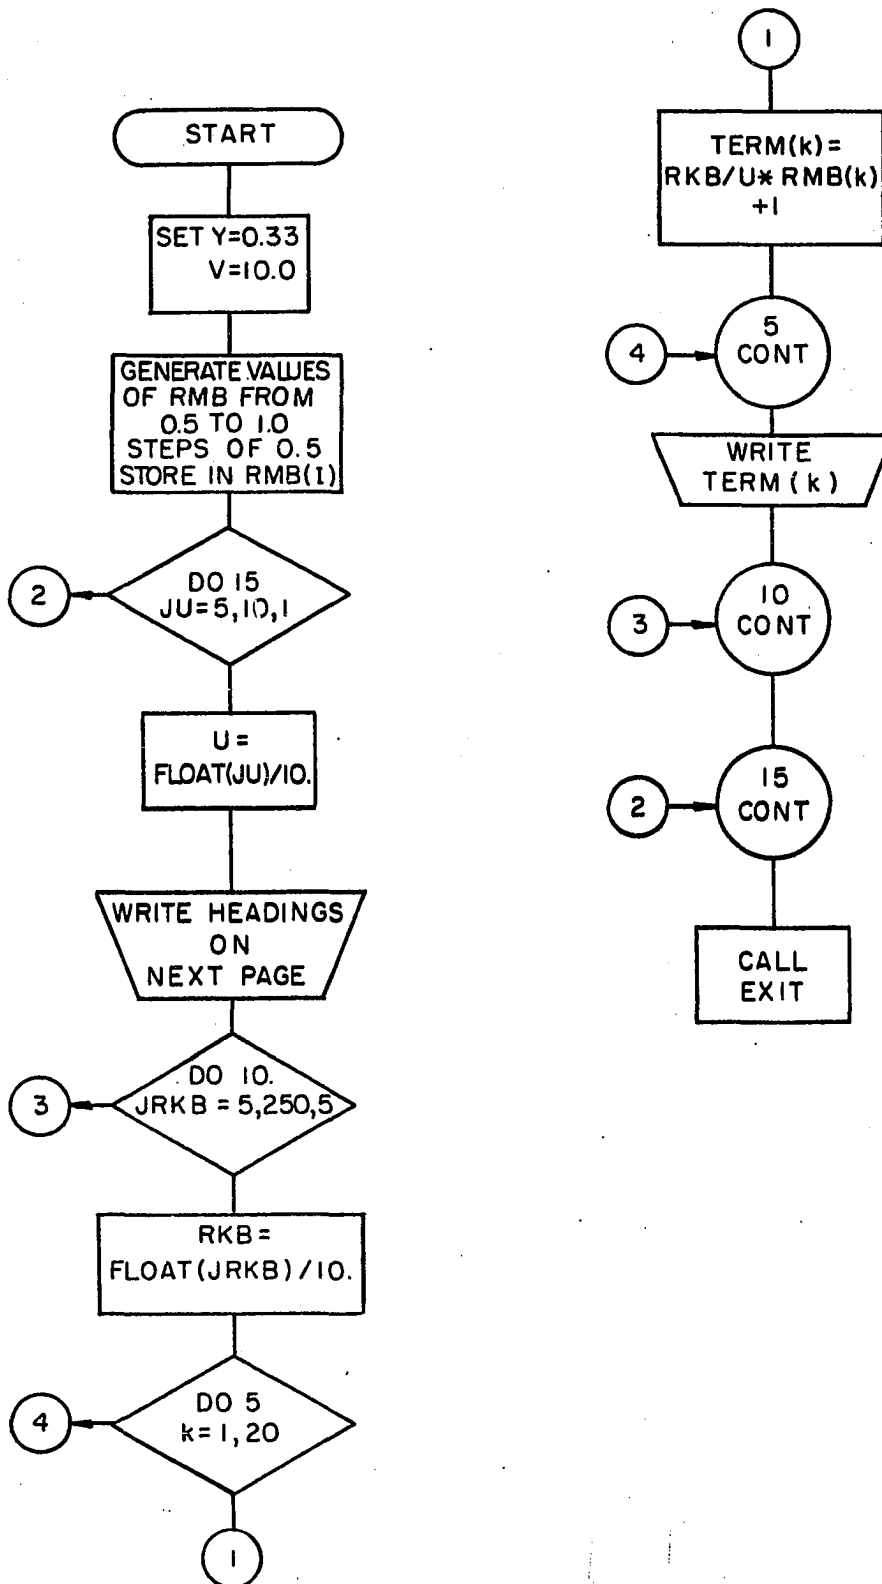 START
SET Y=0.33
V=10.0
GENERATE VALUES
OF RMB FROM
0.5 TO 1.0
STEPS OF 0.5
STORE IN RMB(I)
DO 15
JU=5,10,1
2
U=
FLOAT(JU)/10.
WRITE HEADINGS
ON
NEXT PAGE
DO 10.
JRKB = 5,250,5
3
RKB=
FLOAT(JRKB)/10.
DO 5
k=1,20
4
1
1
TERM(k)=
RKB/U* RMB(k)
+1
5
CONT
4
WRITE
TERM(k)
10
CONT
3
15
CONT
2
CALL
EXIT